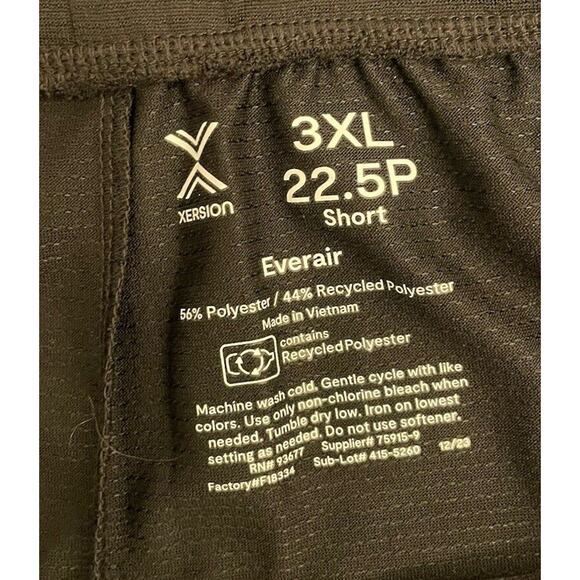 XERSION
3XL
22.5P
Short
Everair
56% Polyester / 44% Recycled Polyester
Made in Vietnam
contains
Recycled Polyester
Machine wash cold. Gentle cycle with like
colors. Use only non-chlorine bleach when
needed. Tumble dry low. Iron on lowest
setting as needed. Do not use softener.
RN# 93677 Supplier# 75915-9
Factory#F18334 Sub-Lot# 415-5260 12/23